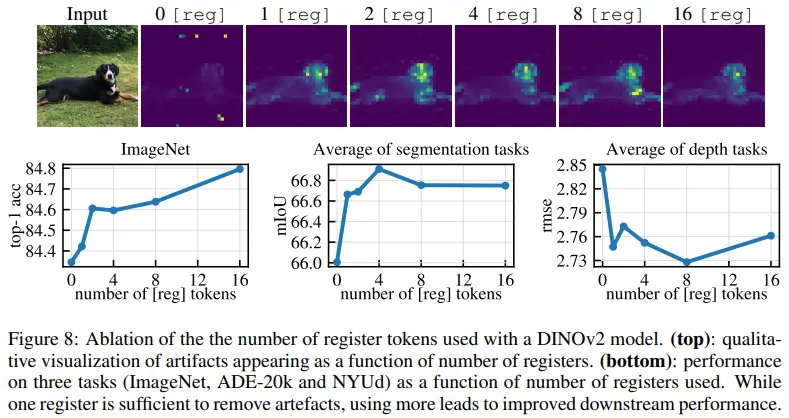 Input 0 [reg] 1 [reg] 2 [reg] 4 [reg] 8 [reg] 16 [reg]
ImageNet
84.8
84.7
84.6
84.5
84.4
top-1 acc
0 4 8 12 16
number of [reg] tokens
Average of segmentation tasks
66.8
66.6
66.4
66.2
66.0
mIoU
0 4 8 12 16
number of [reg] tokens
Average of depth tasks
2.85
2.82
2.79
2.76
2.73
rmse
0 4 8 12 16
number of [reg] tokens
Figure 8: Ablation of the the number of register tokens used with a DINOv2 model. (top): qualita-
tive visualization of artifacts appearing as a function of number of registers. (bottom): performance
on three tasks (ImageNet, ADE-20k and NYUd) as a function of number of registers used. While
one register is sufficient to remove artefacts, using more leads to improved downstream performance.